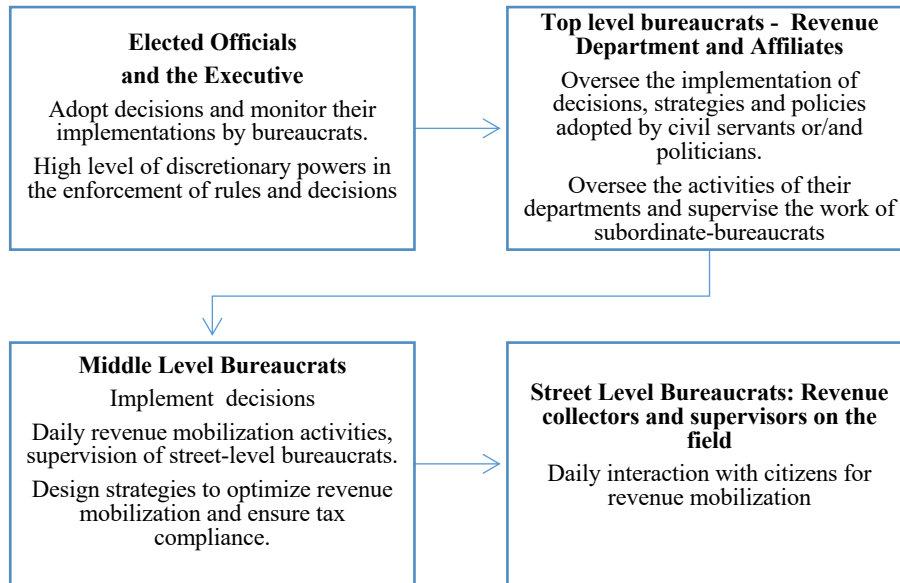 Elected Officials
and the Executive
Adopt decisions and monitor their
implementations by bureaucrats.
High level of discretionary powers in
the enforcement of rules and decisions
Top level bureaucrats - Revenue
Department and Affiliates
Oversee the implementation of
decisions, strategies and policies
adopted by civil servants or/and
politicians.
Oversee the activities of their
departments and supervise the work of
subordinate-bureaucrats
Middle Level Bureaucrats
Implement decisions
Daily revenue mobilization activities,
supervision of street-level bureaucrats.
Design strategies to optimize revenue
mobilization and ensure tax
compliance.
Street Level Bureaucrats: Revenue
collectors and supervisors on the
field
Daily interaction with citizens for
revenue mobilization